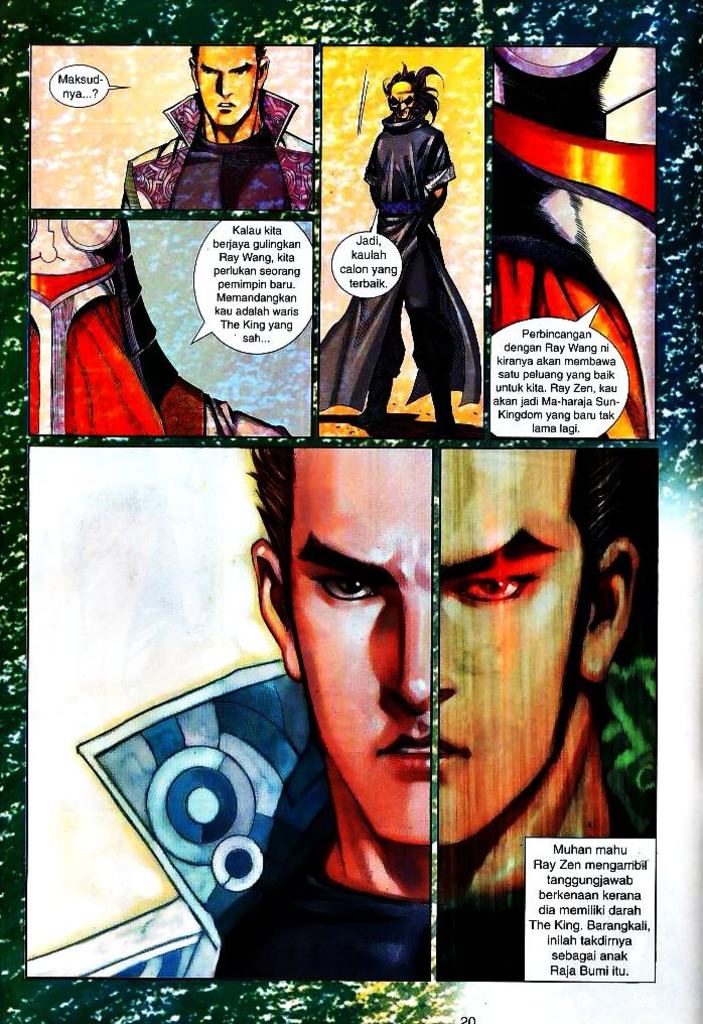 Maksud-
nya...?
Kalau kita
berjaya gulingkan
Ray Wang, kita
perlukan seorang
pemimpin baru.
Memandangkan
kau adalah waris
The King yang
sah...
Jadi,
kaulah
calon yang
terbaik.
Perbincangan
dengan Ray Wang ni
kiranya akan membawa
satu peluang yang baik
untuk kita. Ray Zen, kau
akan jadi Ma-haraja Sun-
Kingdom yang baru tak
lama lagi.
Muhan mahu
Ray Zen mengambil
tanggungjawab
berkenaan kerana
dia memiliki darah
The King. Barangkali,
inilah takdirnya
sebagai anak
Raja Bumi itu.
20